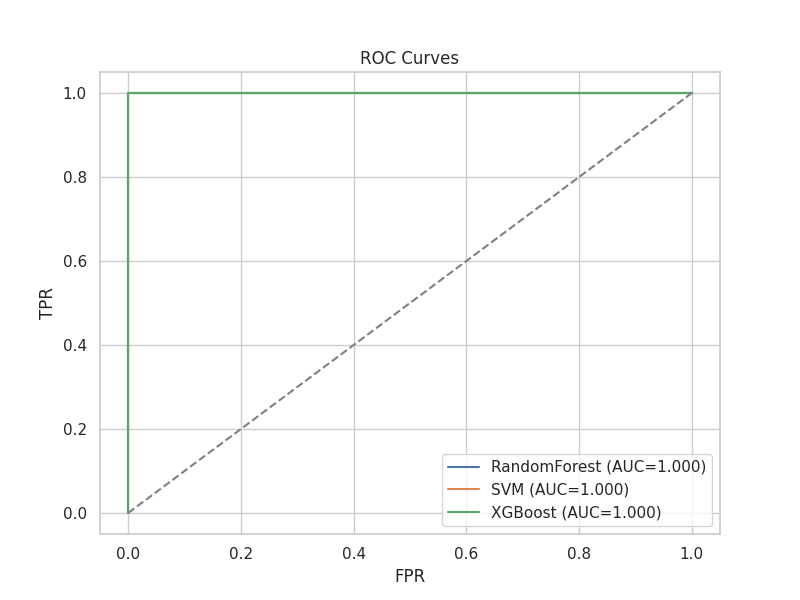 ROC Curves
TPR
1.0
0.8
0.6
0.4
0.2
0.0
RandomForest (AUC=1.000)
SVM (AUC=1.000)
XGBoost (AUC=1.000)
0.0 0.2 0.4 0.6 0.8 1.0
FPR